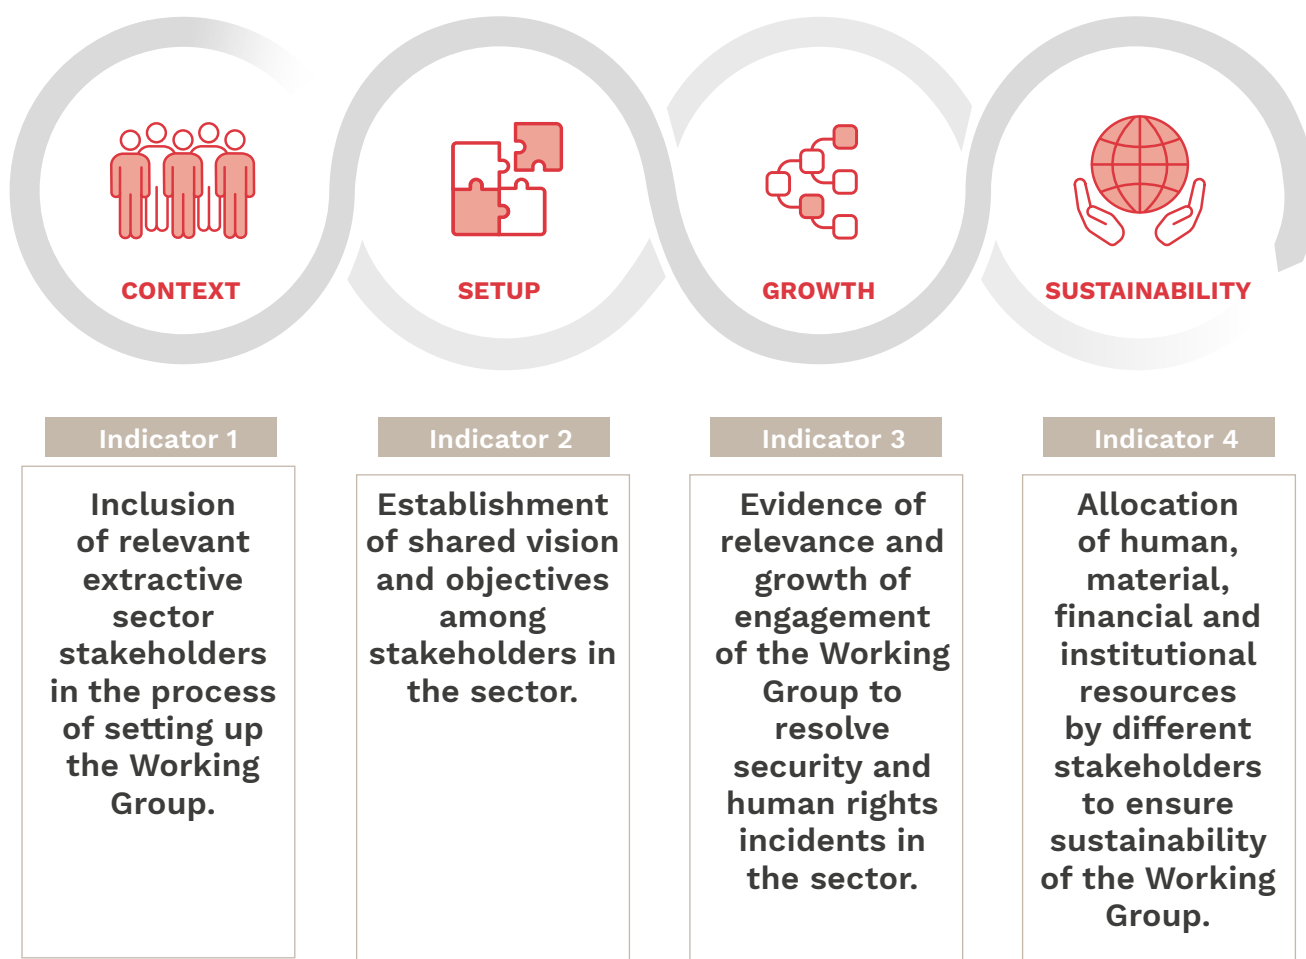 CONTEXT
SETUP
GROWTH
SUSTAINABILITY
Indicator 1
Inclusion
of relevant
extractive
sector
stakeholders
in the process
of setting up
the Working
Group.
Indicator 2
Establishment
of shared vision
and objectives
among
stakeholders in
the sector.
Indicator 3
Evidence of
relevance and
growth of
engagement
of the Working
Group to
resolve
security and
human rights
incidents in
the sector.
Indicator 4
Allocation
of human,
material,
financial and
institutional
resources
by different
stakeholders
to ensure
sustainability
of the Working
Group.